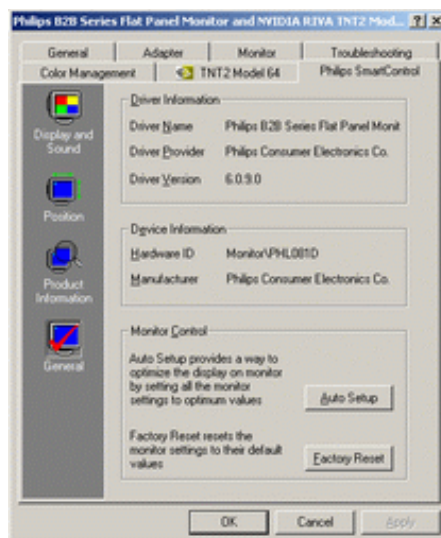 Philips B2B Series Flat Panel Monitor and NVIDIA RIVA TNT2 Mod...
General Adapter Monitor Troubleshooting
Color Management TNT2 Model 64 Philips SmartControl
Display and
Sound
Position
Product
Information
General
Driver Information
Driver Name Philips B2B Series Flat Panel Monit
Driver Provider Philips Consumer Electronics Co.
Driver Version 6.0.9.0
Device Information
Hardware ID Monitor\PHL081D
Manufacturer Philips Consumer Electronics Co.
Monitor Control
Auto Setup provides a way to
optimize the display on monitor
by setting all the monitor
settings to optimum values
Auto Setup
Factory Reset resets the
monitor settings to their default
values
Factory Reset
OK Cancel Apply